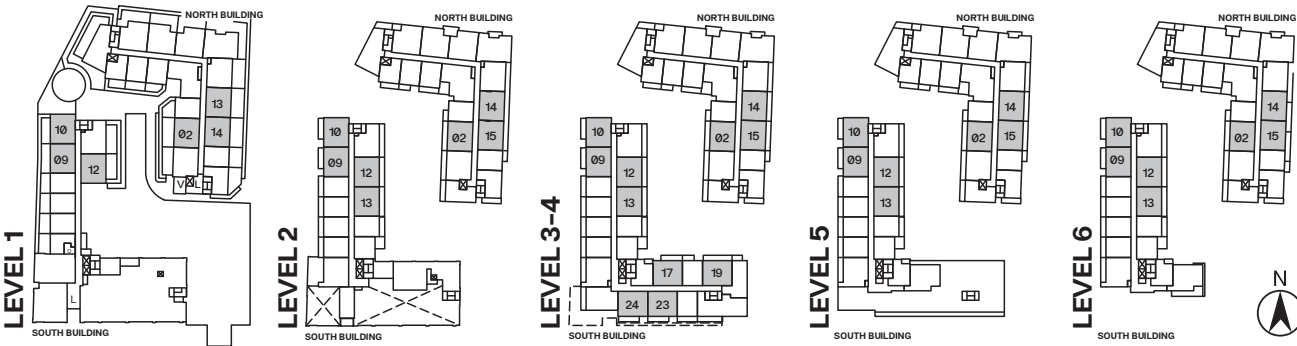 LEVEL 1
NORTH BUILDING
13
14
02
10
09
12
V
L
L
SOUTH BUILDING
LEVEL 2
NORTH BUILDING
14
15
02
10
09
12
13
SOUTH BUILDING
LEVEL 3-4
NORTH BUILDING
14
15
02
10
09
12
13
17
19
24
23
SOUTH BUILDING
LEVEL 5
NORTH BUILDING
14
15
02
10
09
12
13
SOUTH BUILDING
LEVEL 6
NORTH BUILDING
14
15
02
10
09
12
13
SOUTH BUILDING
N